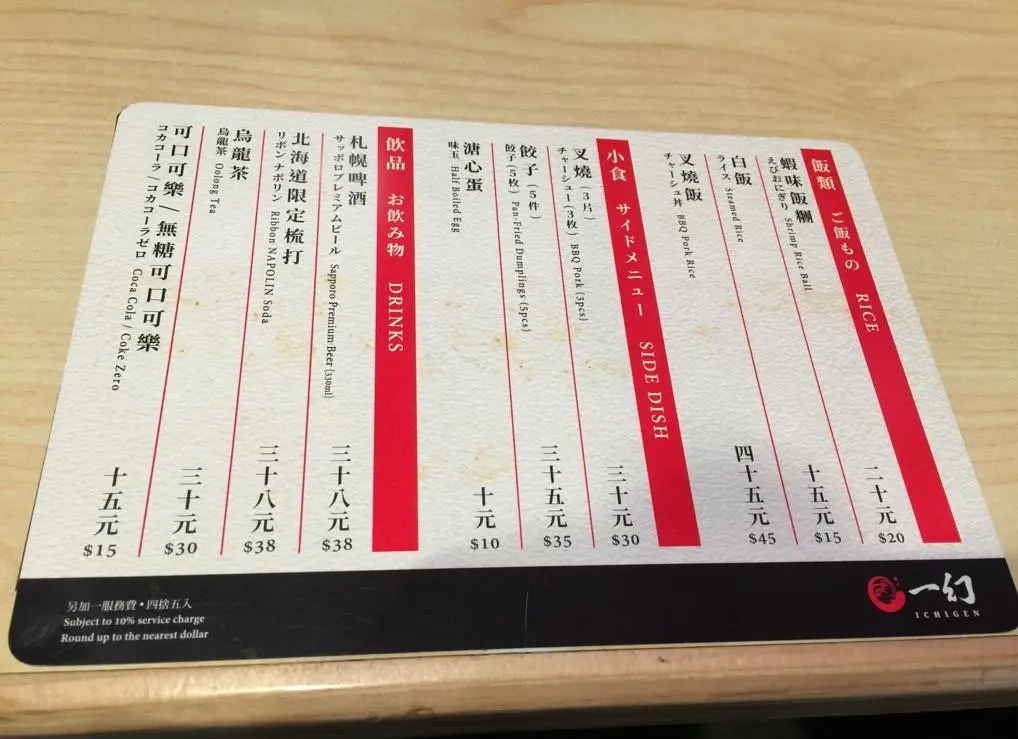 飯類 ご飯もの RICE
蝦味飯糰
えびおにぎり Shrimp Rice Ball
二十元
$20
白飯
ライス Steamed Rice
十五元
$15
叉燒飯
チャーシュ丼 BBQ Pork Rice
四十五元
$45
小食 サイドメニュー SIDE DISH
叉燒（3片）
チャーシュー（3枚） BBQ Pork (3pcs)
三十元
$30
餃子（5件）
餃子（5枚） Pan-Fried Dumplings (5pcs)
三十五元
$35
溏心蛋
味玉 Half Boiled Egg
十元
$10
飲品 お飲み物 DRINKS
札幌啤酒
サッポロプレミアムビール Sapporo Premium Beer (330ml)
三十八元
$38
北海道限定梳打
リボンナポリン Ribbon NAPOLIN Soda
三十八元
$38
烏龍茶
烏龍茶 Oolong Tea
三十元
$30
可口可樂/無糖可口可樂
コカコーラ/コカコーラゼロ Coca Cola / Coke Zero
十五元
$15
另加一服務費•四捨五入
Subject to 10% service charge
Round up to the nearest dollar
一幻
ICHIGEN